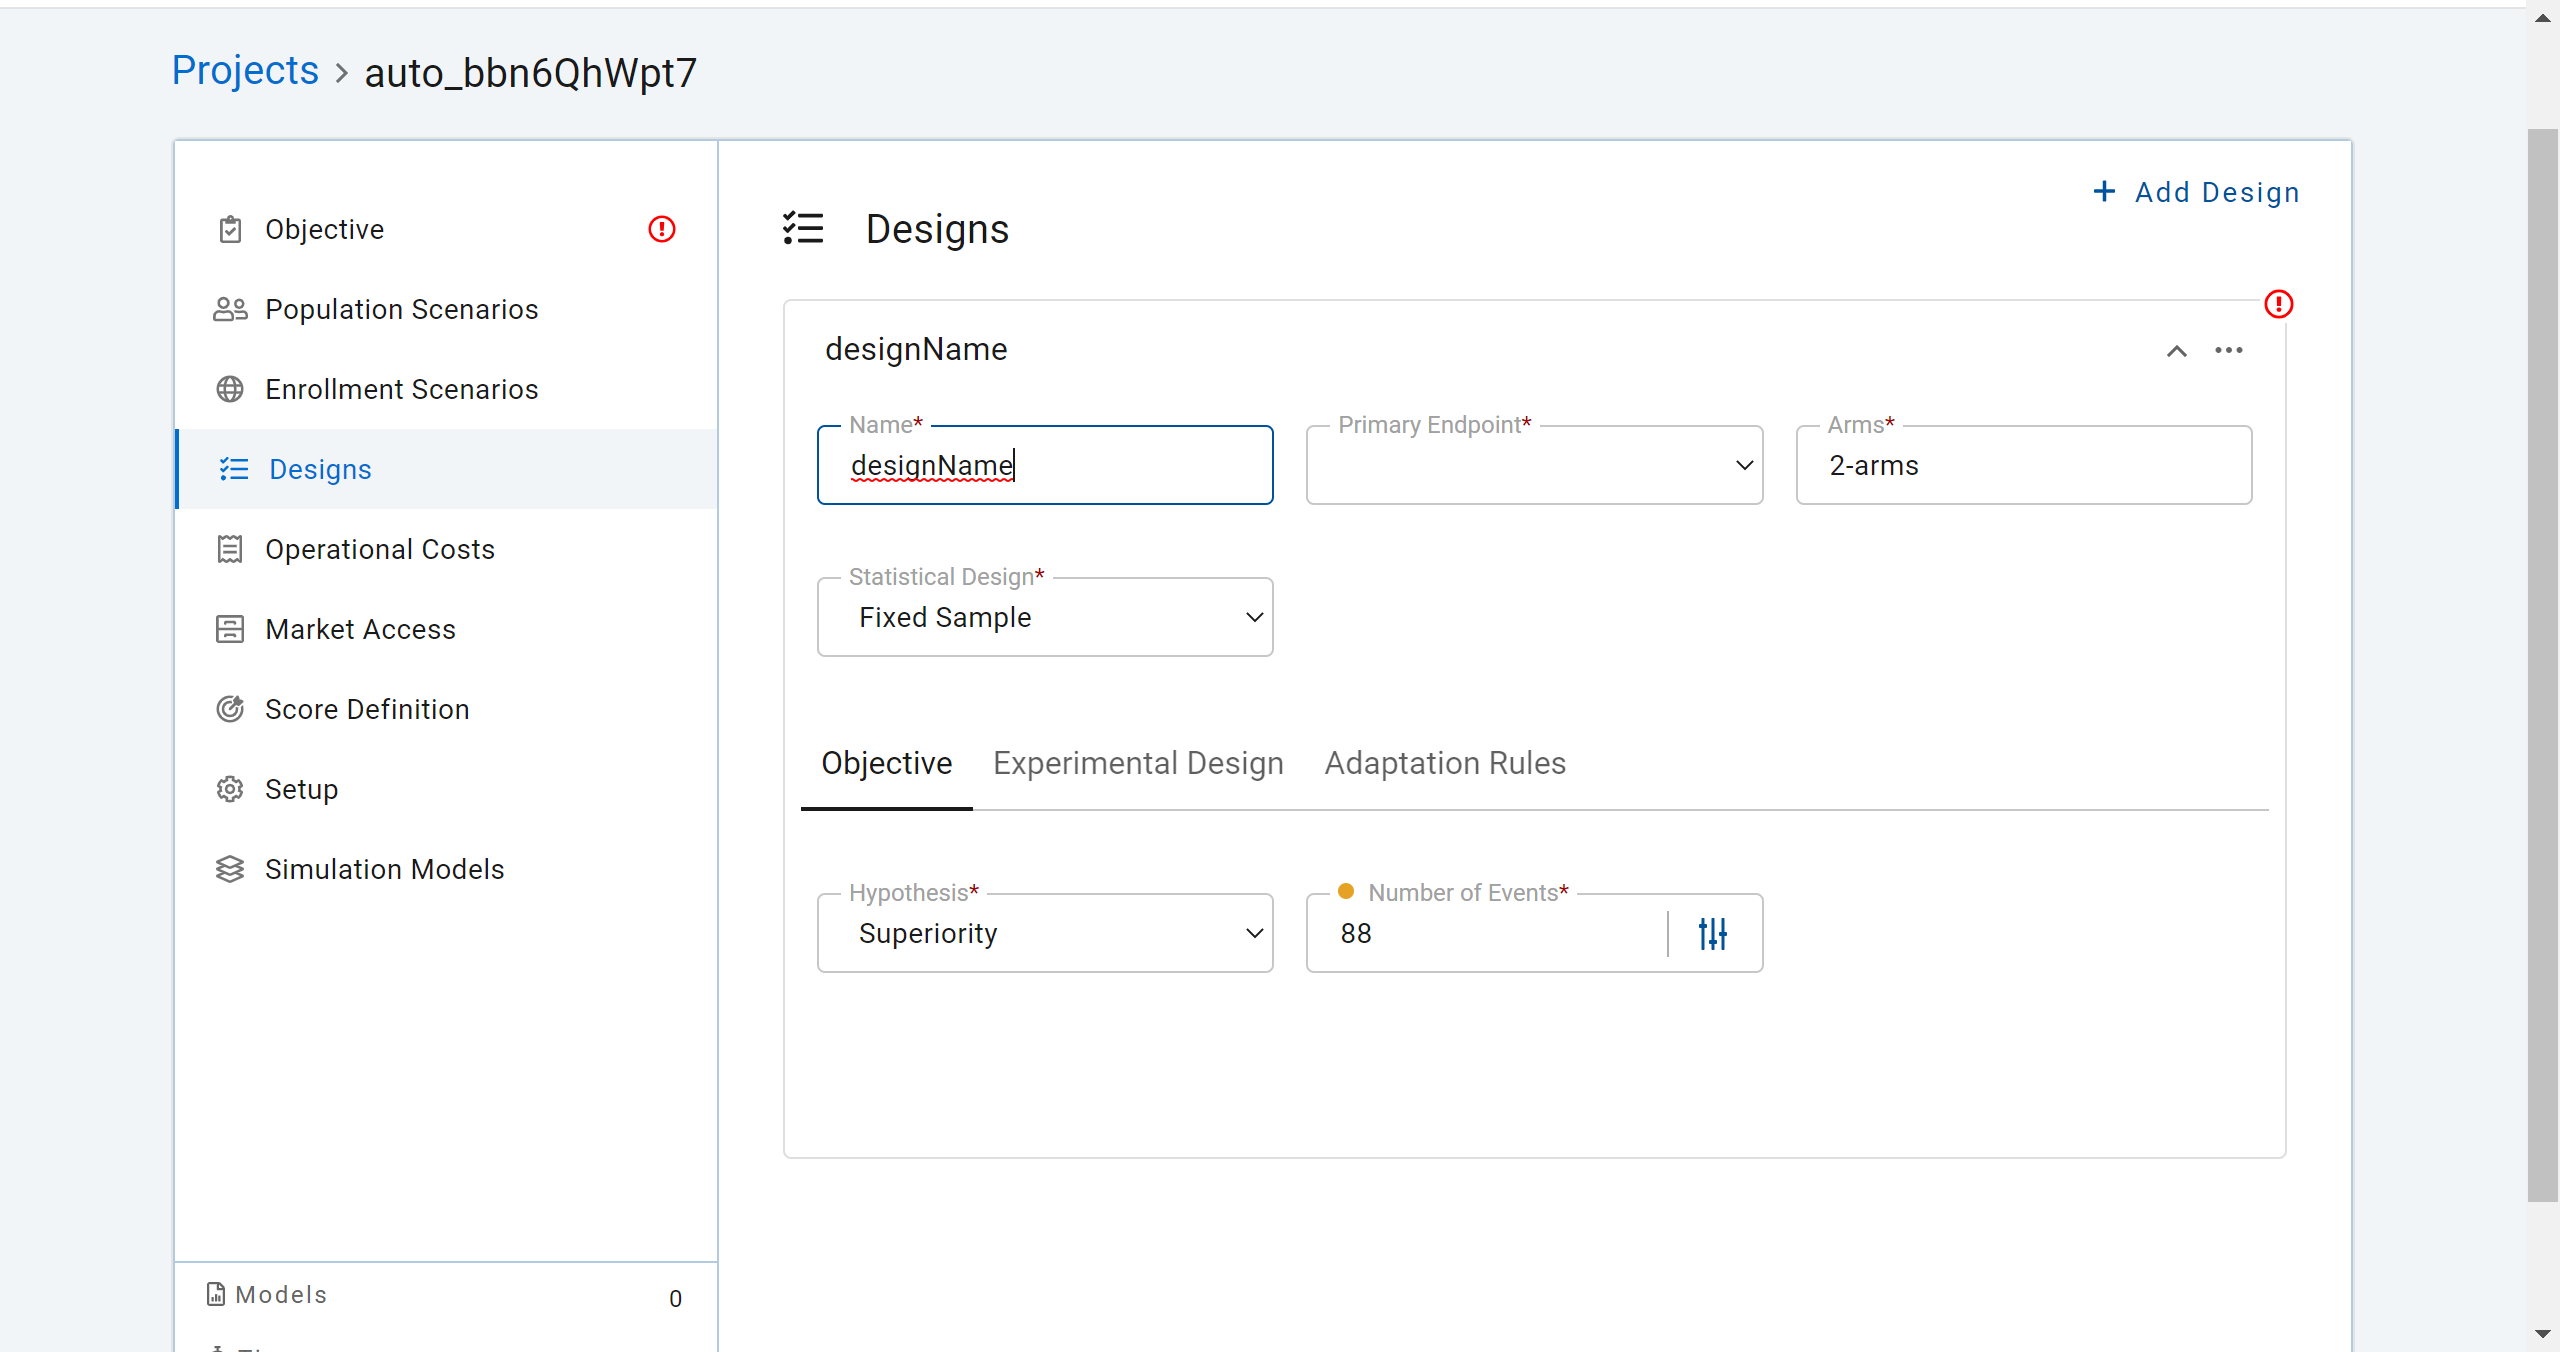 Projects > auto_bbn6QhWpt7
Objective
Population Scenarios
Enrollment Scenarios
Designs
Operational Costs
Market Access
Score Definition
Setup
Simulation Models
Models 0
+ Add Design
Designs
designName
Name* Primary Endpoint* Arms*
designName 2-arms
Statistical Design*
Fixed Sample
Objective Experimental Design Adaptation Rules
Hypothesis* Number of Events*
Superiority 88